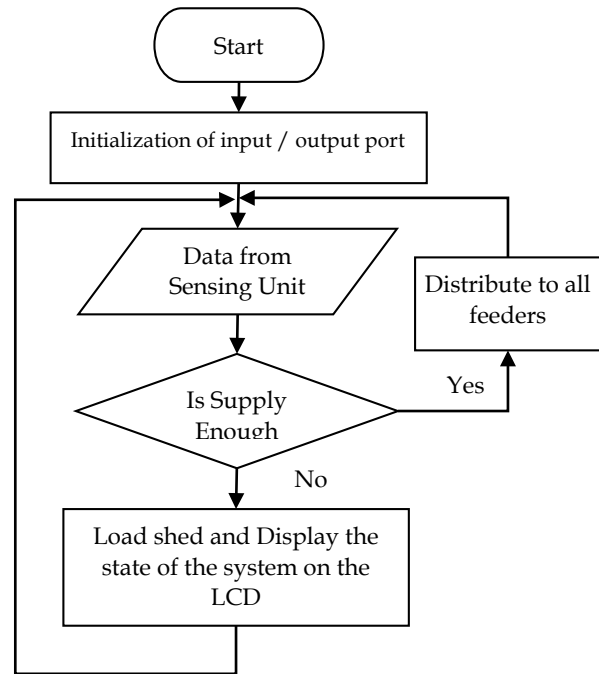 Start
Initialization of input / output port
Data from
Sensing Unit
Distribute to all
feeders
Yes
Is Supply
Enough
No
Load shed and Display the
state of the system on the
LCD